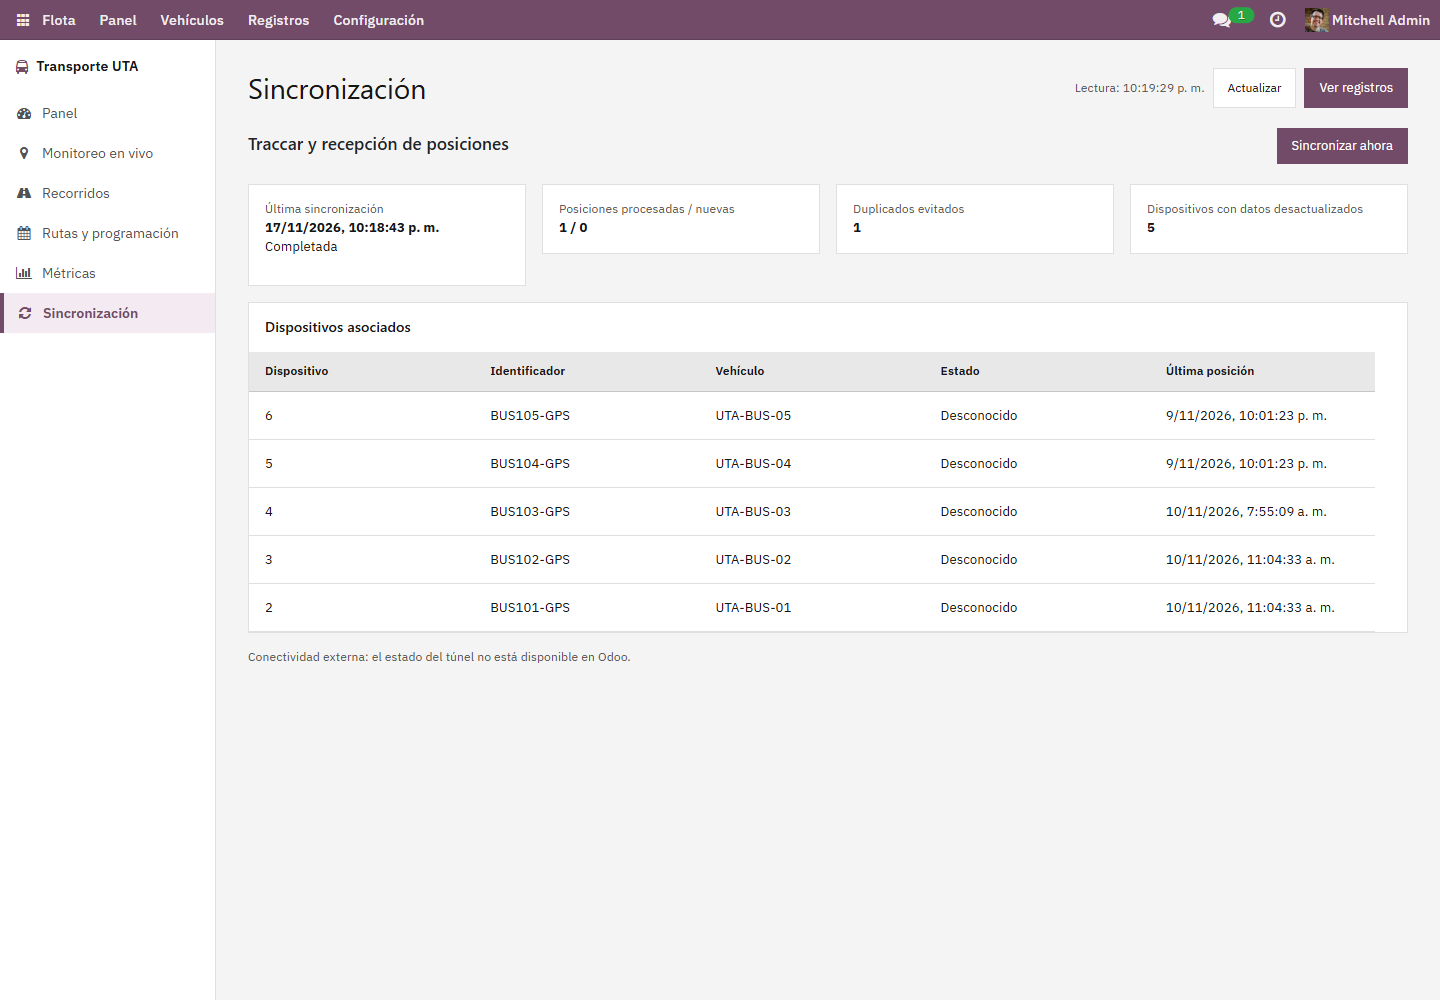 Flota Panel Vehículos Registros Configuración 1 Mitchell Admin
Transporte UTA
Panel
Monitoreo en vivo
Recorridos
Rutas y programación
Métricas
Sincronización
Sincronización
Lectura: 10:19:29 p. m. Actualizar Ver registros
Traccar y recepción de posiciones Sincronizar ahora
Última sincronización
17/11/2026, 10:18:43 p. m.
Completada
Posiciones procesadas / nuevas
1 / 0
Duplicados evitados
1
Dispositivos con datos desactualizados
5
Dispositivos asociados
Dispositivo Identificador Vehículo Estado Última posición
6 BUS105-GPS UTA-BUS-05 Desconocido 9/11/2026, 10:01:23 p. m.
5 BUS104-GPS UTA-BUS-04 Desconocido 9/11/2026, 10:01:23 p. m.
4 BUS103-GPS UTA-BUS-03 Desconocido 10/11/2026, 7:55:09 a. m.
3 BUS102-GPS UTA-BUS-02 Desconocido 10/11/2026, 11:04:33 a. m.
2 BUS101-GPS UTA-BUS-01 Desconocido 10/11/2026, 11:04:33 a. m.
Conectividad externa: el estado del túnel no está disponible en Odoo.